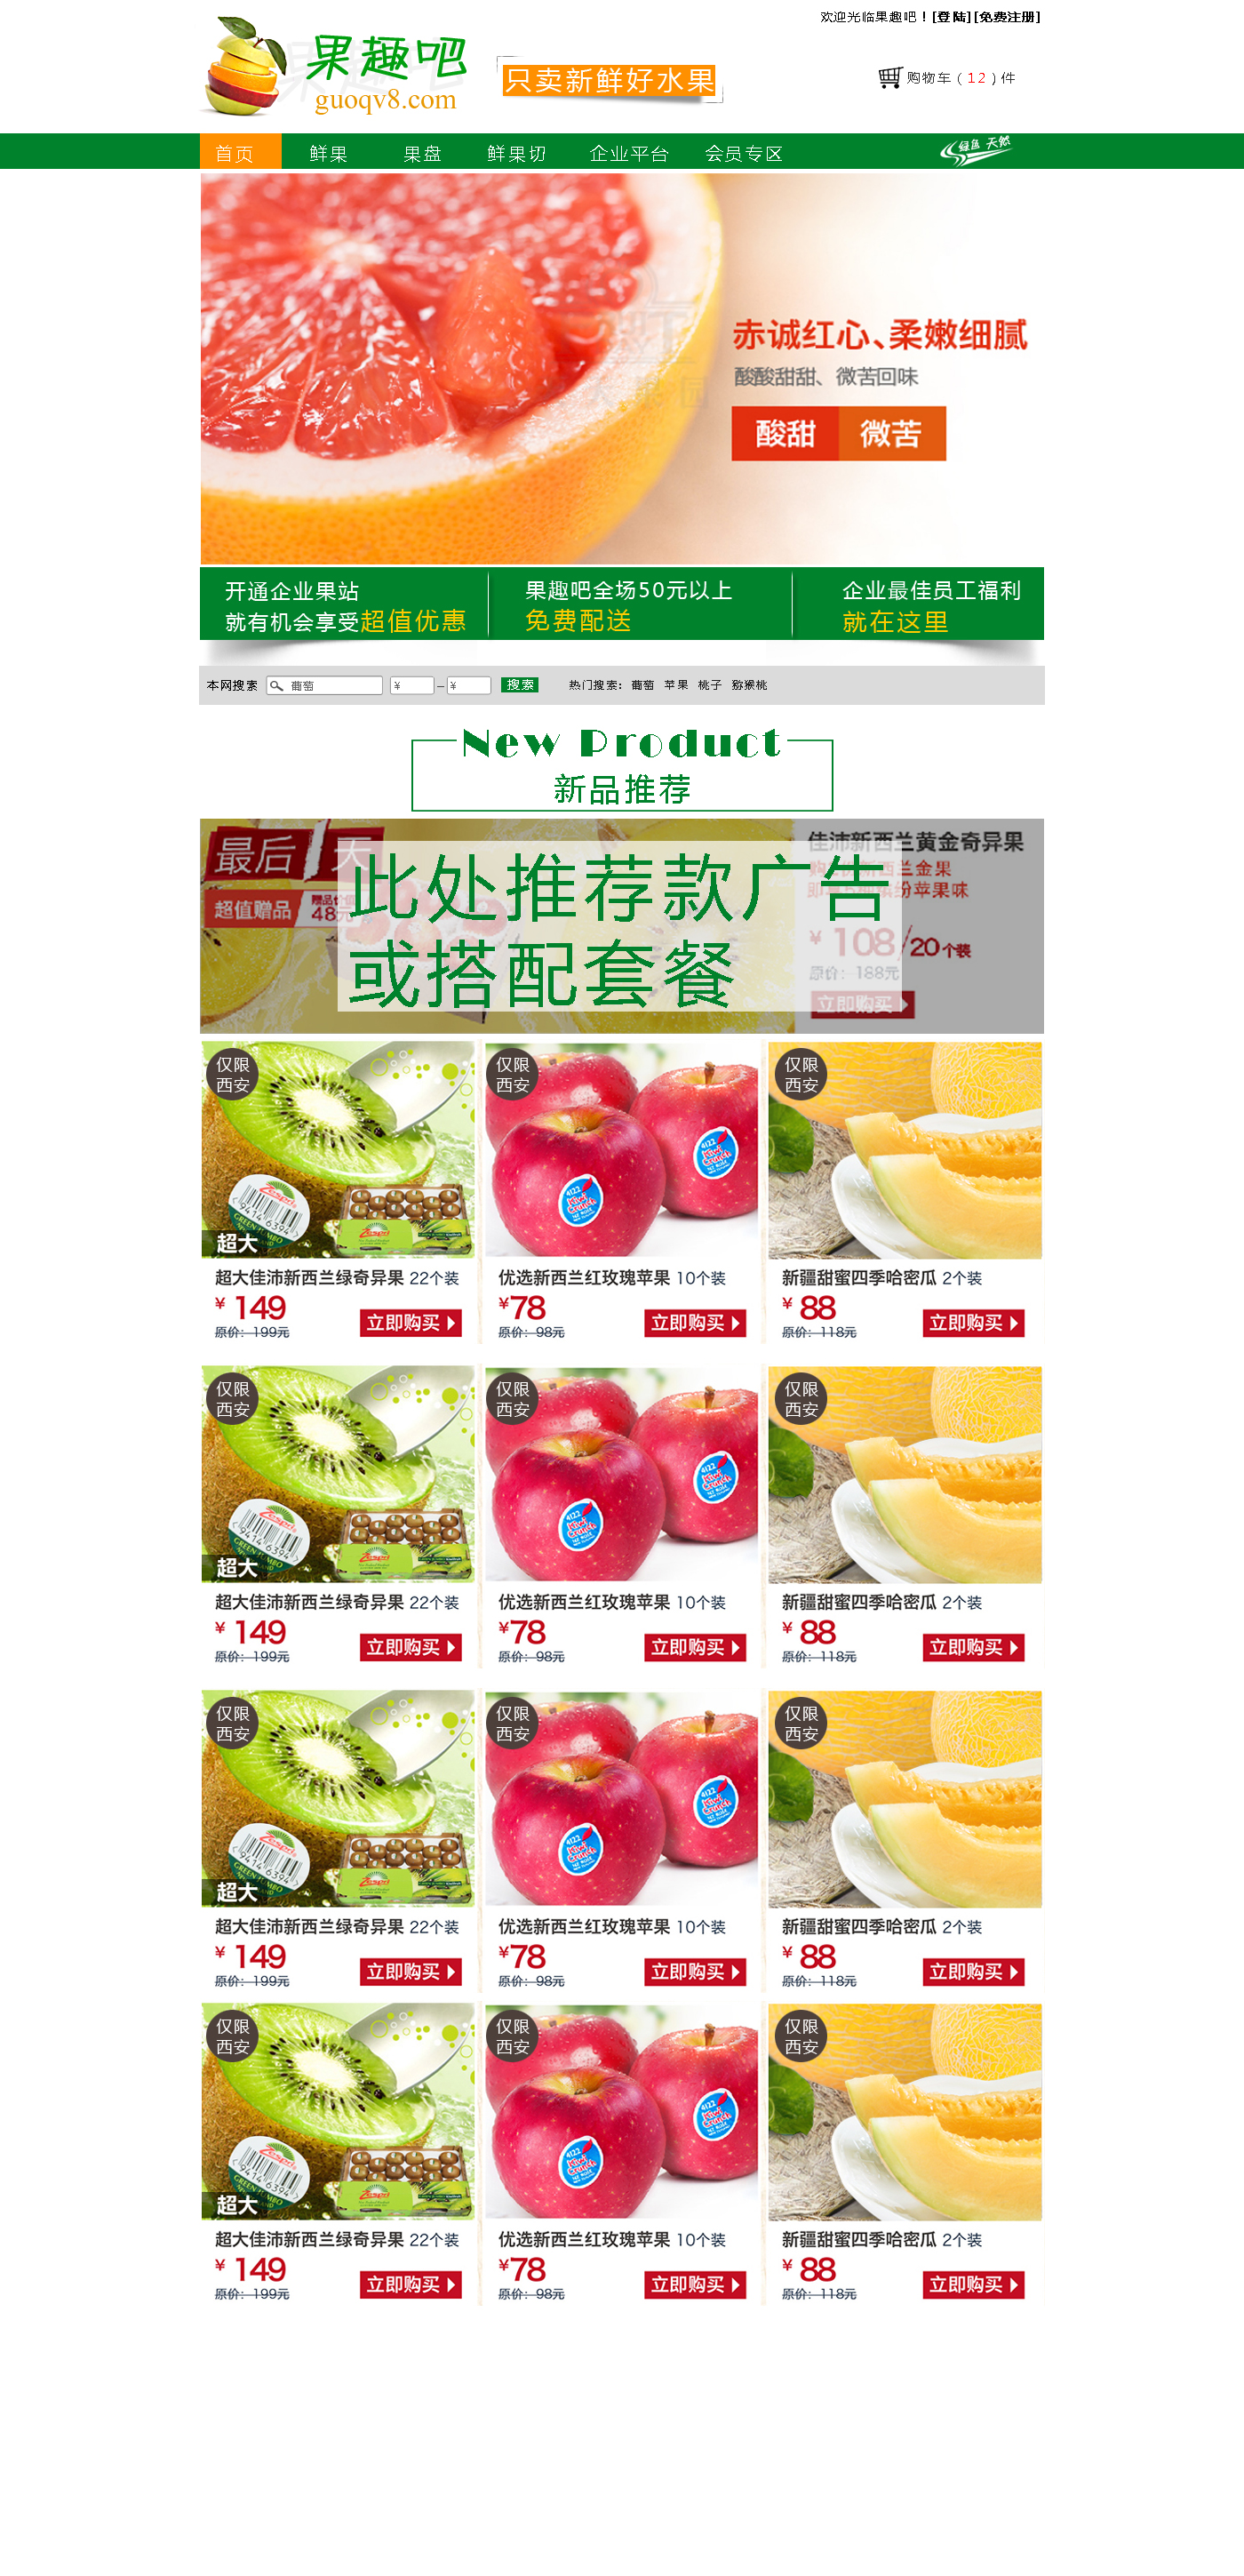 欢迎光临果趣吧！[登陆][免费注册]
果趣吧
guoqv8.com
只卖新鲜好水果
购物车（12）件
首页 鲜果 果盘 鲜果切 企业平台 会员专区
绿色 天然
赤诚红心、柔嫩细腻
酸酸甜甜、微苦回味
酸甜 微苦
开通企业果站
就有机会享受超值优惠
果趣吧全场50元以上
免费配送
企业最佳员工福利
就在这里
本网搜索 葡萄 ¥ – ¥ 搜索 热门搜索: 葡萄 苹果 桃子 猕猴桃
New Product
新品推荐
最后1天
超值赠品
48元
此处推荐款广告
或搭配套餐
佳沛新西兰黄金奇异果
¥ 108/20个装
原价：188元
立即购买
仅限
西安
超大
超大佳沛新西兰绿奇异果 22个装
¥ 149
原价：199元
立即购买
仅限
西安
优选新西兰红玫瑰苹果 10个装
¥78
原价：98元
立即购买
仅限
西安
新疆甜蜜四季哈密瓜 2个装
¥ 88
原价：118元
立即购买
仅限
西安
超大
超大佳沛新西兰绿奇异果 22个装
¥ 149
原价：199元
立即购买
仅限
西安
优选新西兰红玫瑰苹果 10个装
¥78
原价：98元
立即购买
仅限
西安
新疆甜蜜四季哈密瓜 2个装
¥ 88
原价：118元
立即购买
仅限
西安
超大
超大佳沛新西兰绿奇异果 22个装
¥ 149
原价：199元
立即购买
仅限
西安
优选新西兰红玫瑰苹果 10个装
¥78
原价：98元
立即购买
仅限
西安
新疆甜蜜四季哈密瓜 2个装
¥ 88
原价：118元
立即购买
仅限
西安
超大
超大佳沛新西兰绿奇异果 22个装
¥ 149
原价：199元
立即购买
仅限
西安
优选新西兰红玫瑰苹果 10个装
¥78
原价：98元
立即购买
仅限
西安
新疆甜蜜四季哈密瓜 2个装
¥ 88
原价：118元
立即购买